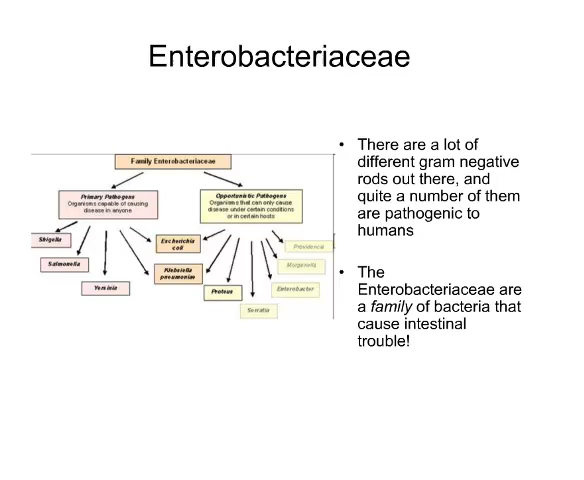 Enterobacteriaceae
Family Enterobacteriaceae
Primary Pathogens
Organisms capable of causing
disease in anyone
Opportunistic Pathogens
Organisms that can only cause
disease under certain conditions
or in certain hosts
Shigella
Salmonella
Yersinia
Escherichia
coli
Klebsiella
pneumoniae
Proteus
Serratia
Enterobacter
Morganella
Providencia
• There are a lot of
different gram negative
rods out there, and
quite a number of them
are pathogenic to
humans
• The
Enterobacteriaceae are
a family of bacteria that
cause intestinal
trouble!